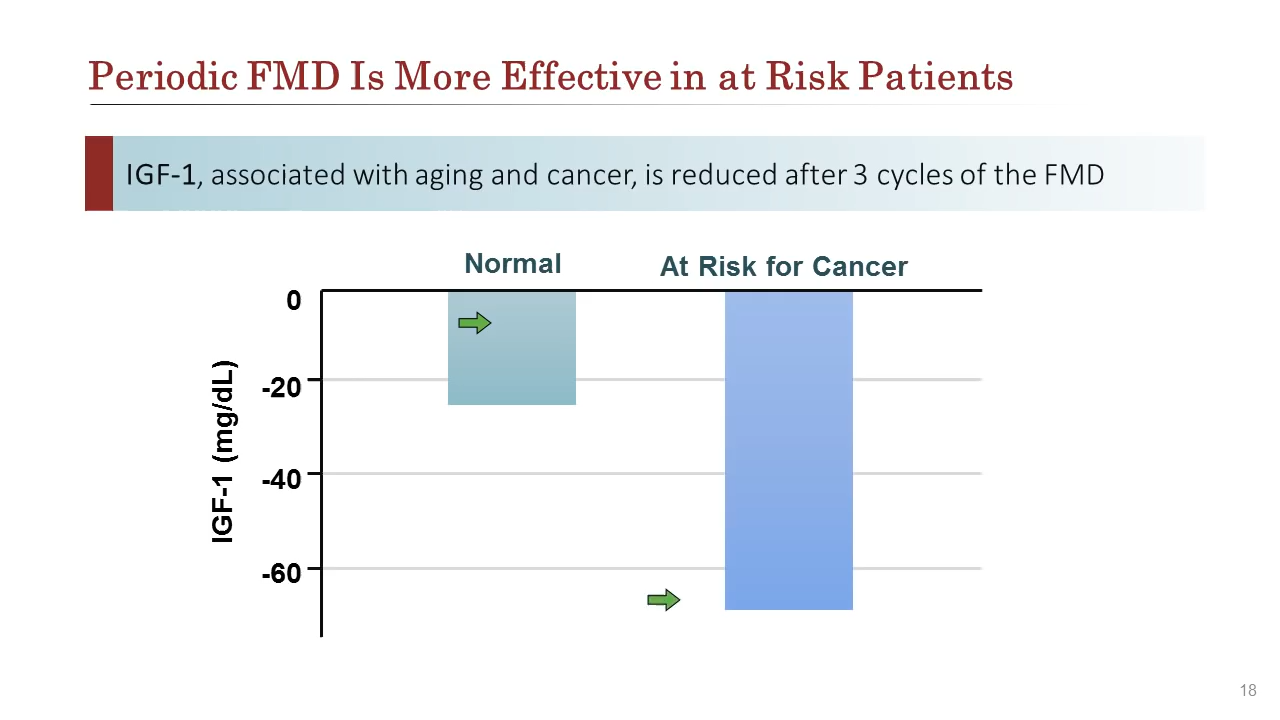 Periodic FMD Is More Effective in at Risk Patients
IGF-1, associated with aging and cancer, is reduced after 3 cycles of the FMD
Normal
At Risk for Cancer
0
-20
-40
-60
IGF-1 (mg/dL)
18